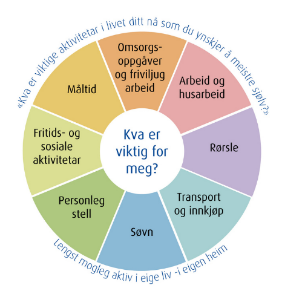 «Kva er viktige aktivitetar i livet ditt nå som du ynskjer å meistre sjølv?»
Omsorgs-
oppgåver
og friviljug
arbeid
Arbeid og
husarbeid
Rørsle
Transport
og innkjøp
Søvn
Personleg
stell
Fritids- og
sosiale
aktivitetar
Måltid
Kva er
viktig for
meg?
Lengst mogleg aktiv i eige liv -i eigen heim